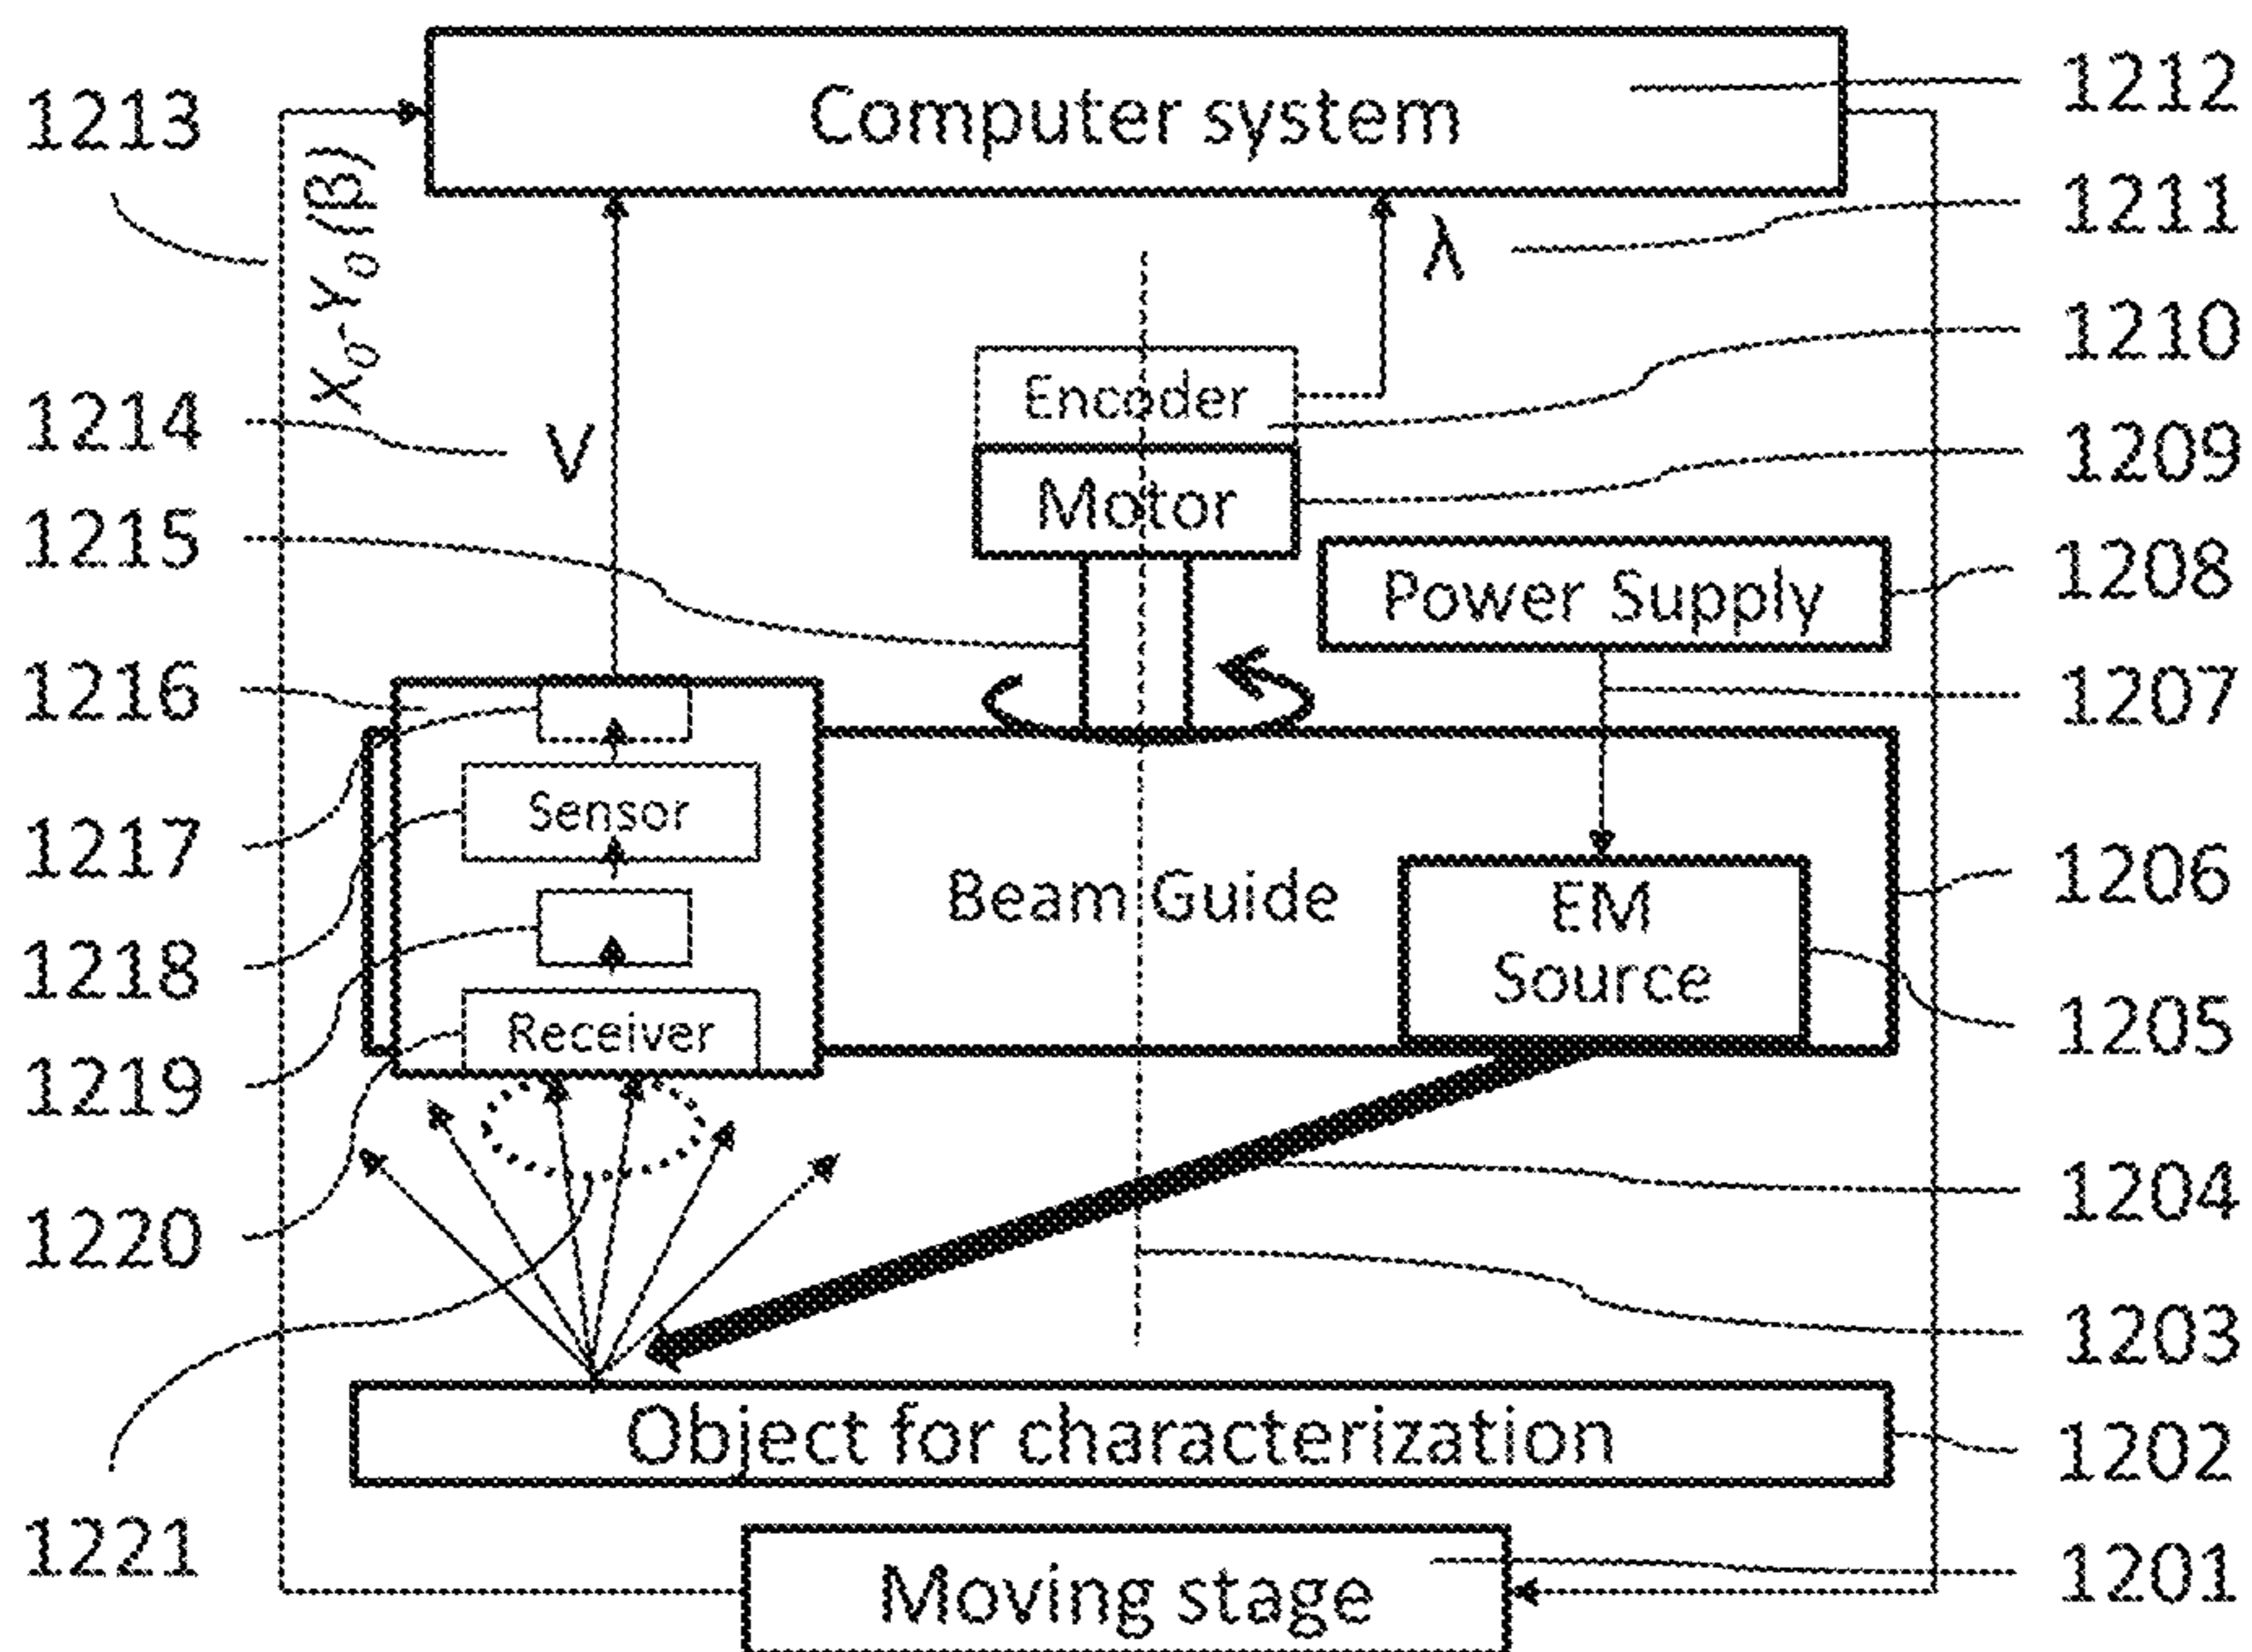 Computer system
1213
1212
X₀-Y₀(β)
1211
λ
1210
Encoder
1214
V
1209
Motor
1215
1208
Power Supply
1216
1207
1217
Sensor
Beam Guide
EM
Source
1206
1218
1205
Receiver
1219
1204
1220
1203
Object for characterization
1202
1221
1201
Moving stage